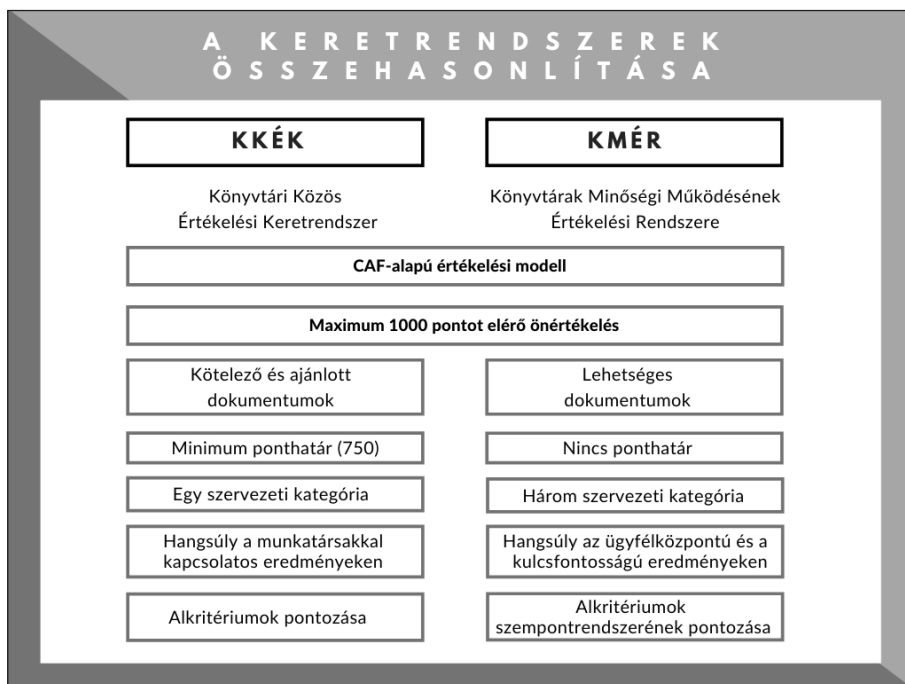 A KERETRENDSZEREK
ÖSSZEHASONLÍTÁSA
KKÉK
KMÉR
Könyvtári Közös
Értékelési Keretrendszer
Könyvtárak Minőségi Működésének
Értékelési Rendszere
CAF-alapú értékelési modell
Maximum 1000 pontot elérő önértékelés
Kötelező és ajánlott
dokumentumok
Lehetséges
dokumentumok
Minimum ponthatár (750)
Nincs ponthatár
Egy szervezeti kategória
Három szervezeti kategória
Hangsúly a munkatársakkal
kapcsolatos eredményeken
Hangsúly az ügyfélközpontú és a
kulcsfontosságú eredményeken
Alkritériumok pontozása
Alkritériumok
szempontrendszerének pontozása